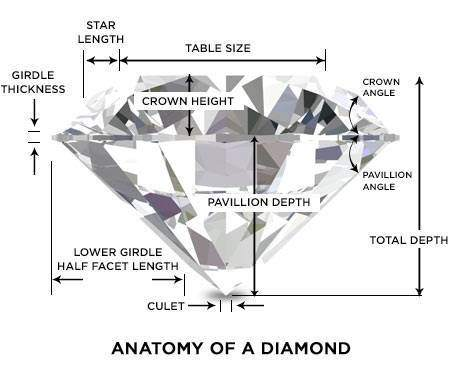 STAR
LENGTH
TABLE SIZE
GIRDLE
THICKNESS
CROWN HEIGHT
CROWN
ANGLE
PAVILLION
ANGLE
PAVILLION DEPTH
TOTAL DEPTH
LOWER GIRDLE
HALF FACET LENGTH
CULET
ANATOMY OF A DIAMOND